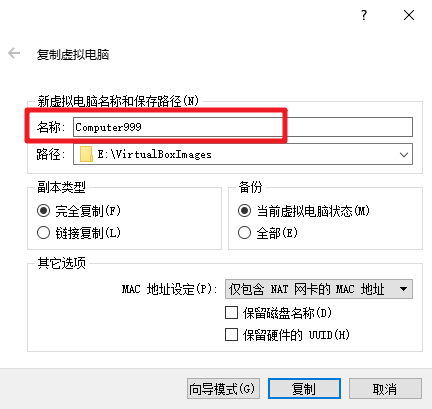 ?
复制虚拟电脑
新虚拟电脑名称和保存路径(N)
名称: Computer999
路径: E:\VirtualBoxImages
副本类型
完全复制(F)
链接复制(L)
备份
当前虚拟电脑状态(M)
全部(E)
其它选项
MAC 地址设定(P): 仅包含 NAT 网卡的 MAC 地址
保留磁盘名称(D)
保留硬件的 UUID(H)
向导模式(G) 复制 取消